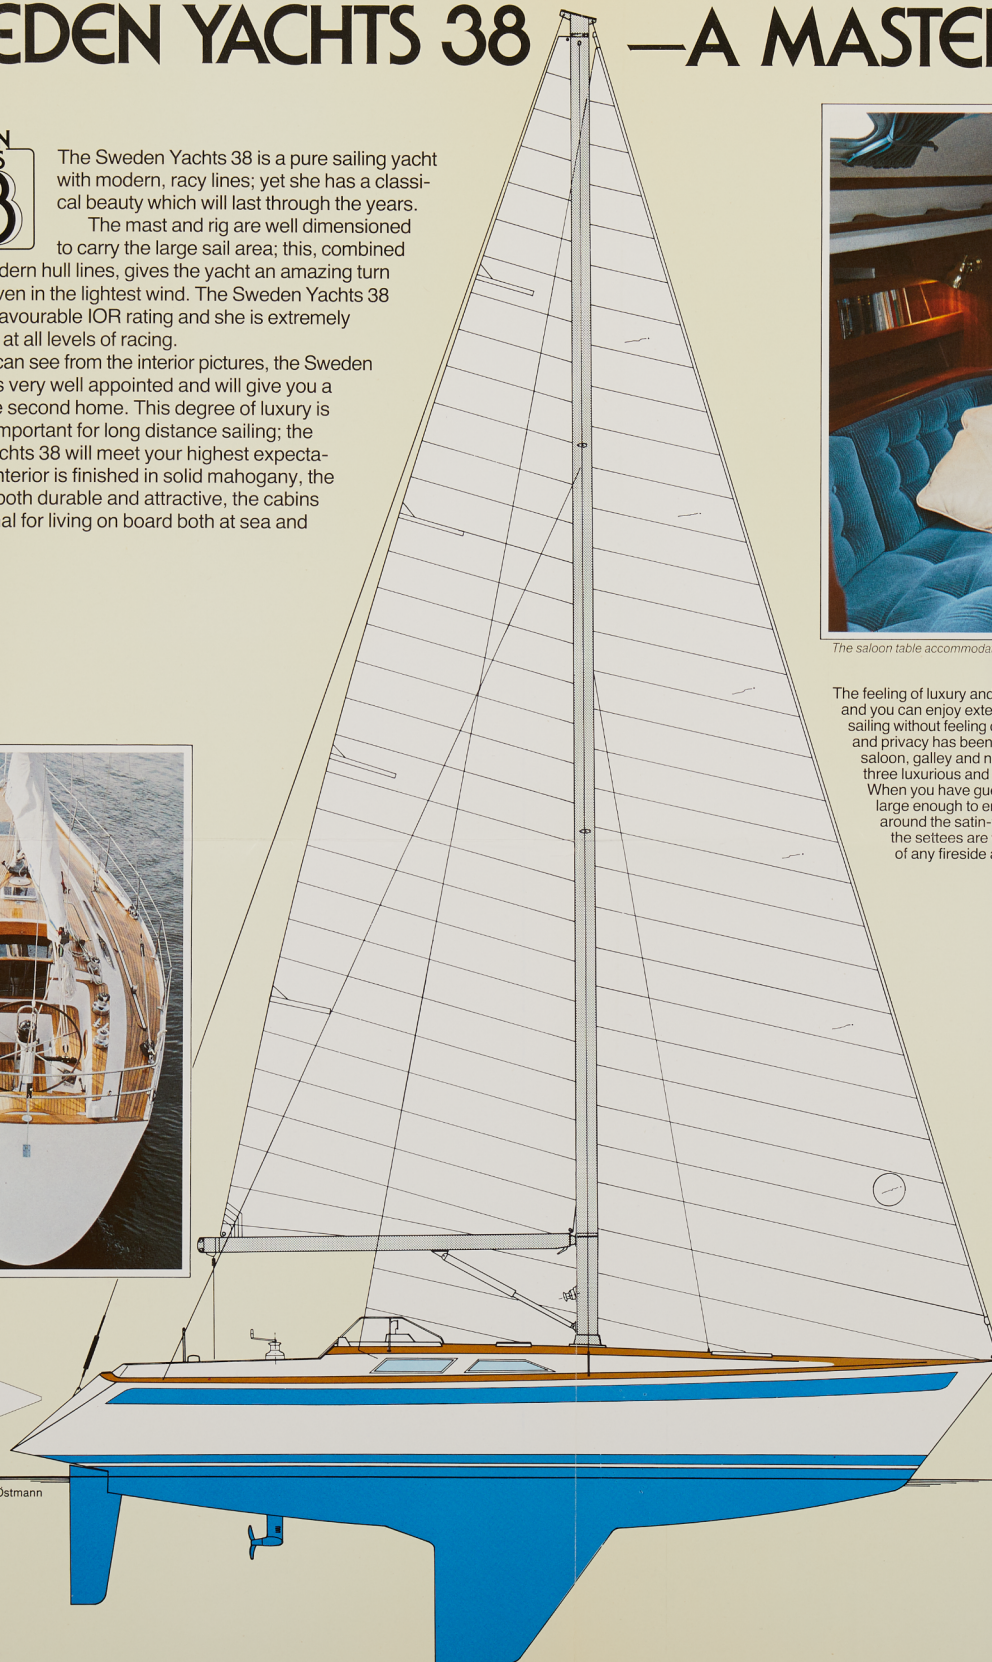 EDEN YACHTS 38 —A MASTE
N
S
8
The Sweden Yachts 38 is a pure sailing yacht
with modern, racy lines; yet she has a classi-
cal beauty which will last through the years.
The mast and rig are well dimensioned
to carry the large sail area; this, combined
dern hull lines, gives the yacht an amazing turn
ven in the lightest wind. The Sweden Yachts 38
avourable IOR rating and she is extremely
at all levels of racing.
can see from the interior pictures, the Sweden
s very well appointed and will give you a
e second home. This degree of luxury is
mportant for long distance sailing; the
chts 38 will meet your highest expecta-
nterior is finished in solid mahogany, the
both durable and attractive, the cabins
al for living on board both at sea and
The saloon table accommoda
The feeling of luxury and
and you can enjoy exte
sailing without feeling
and privacy has been
saloon, galley and n
three luxurious and
When you have gue
large enough to e
around the satin-
the settees are
of any fireside a
Östmann